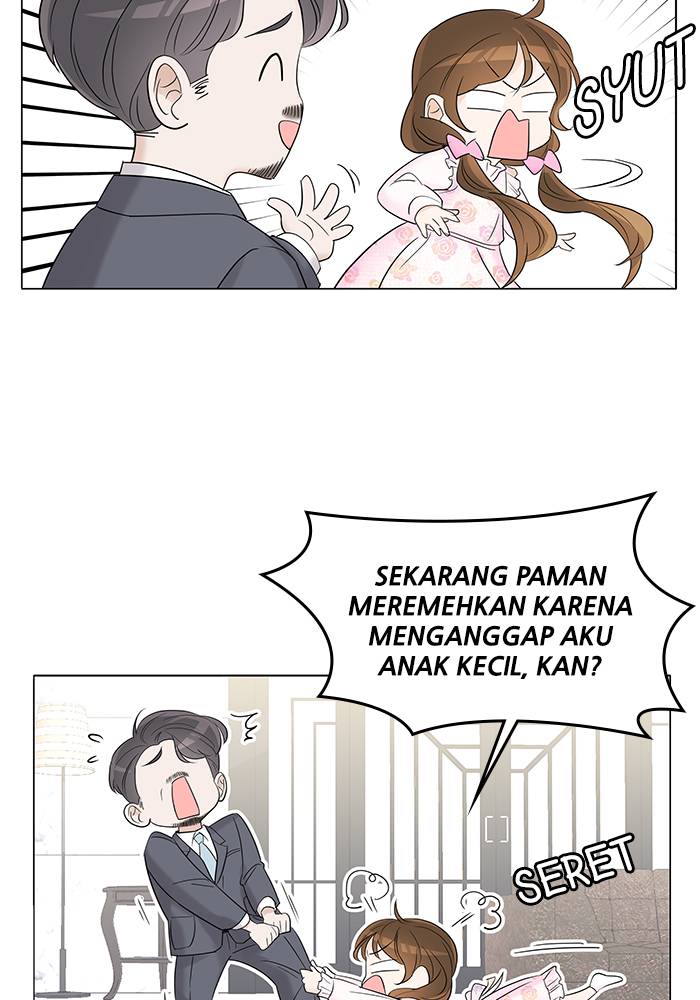 SYUT
SEKARANG PAMAN
MEREMEHKAN KARENA
MENGANGGAP AKU
ANAK KECIL, KAN?
SERET